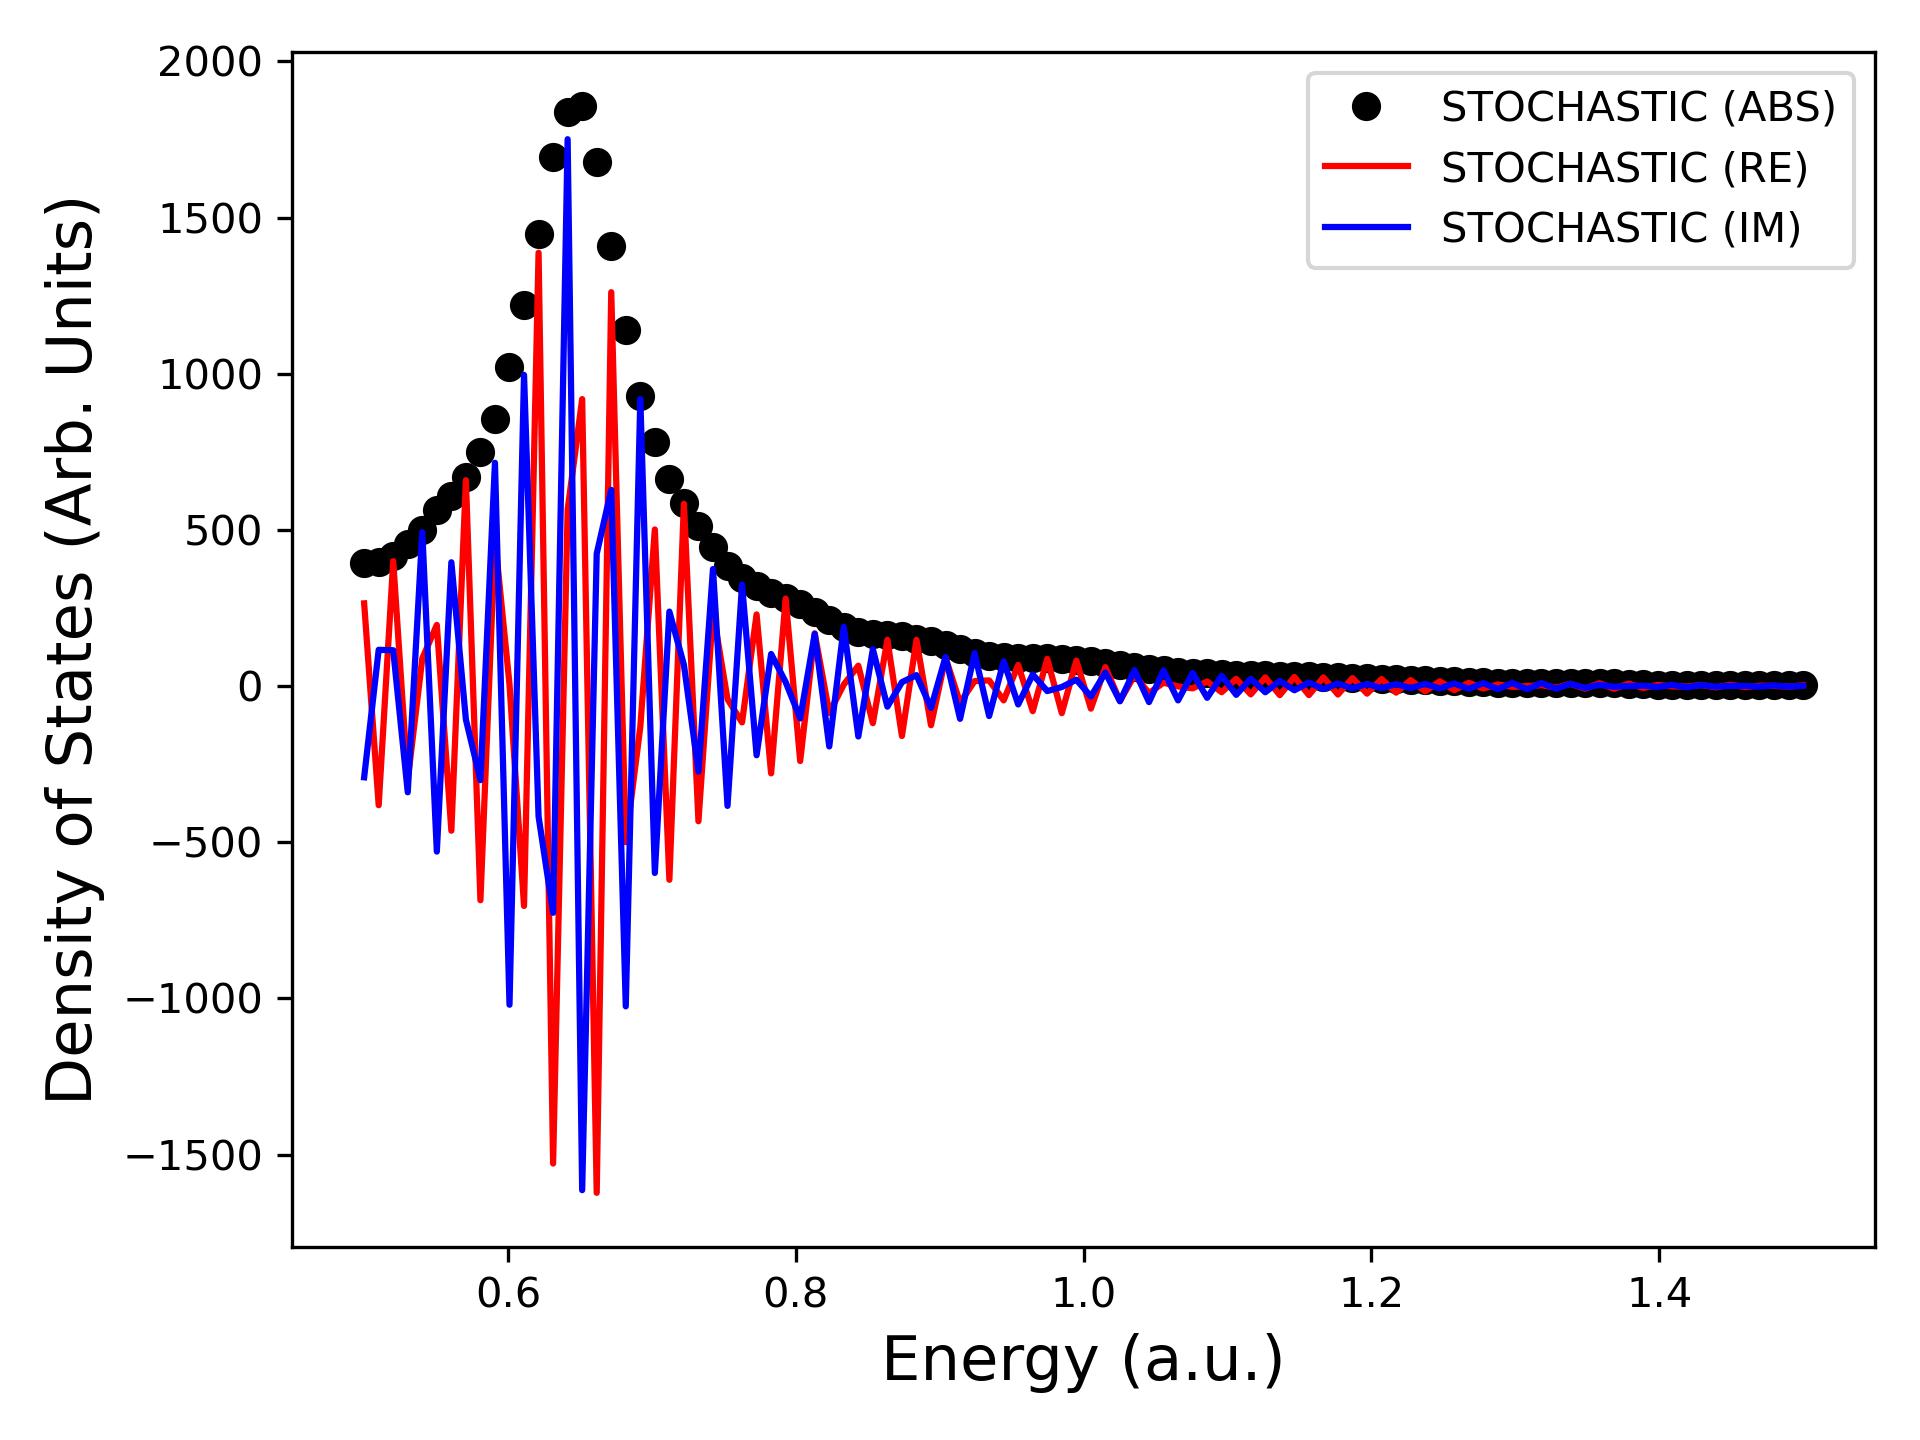 2000
1500
1000
500
0
−500
−1000
−1500
Density of States (Arb. Units)
STOCHASTIC (ABS)
STOCHASTIC (RE)
STOCHASTIC (IM)
0.6 0.8 1.0 1.2 1.4
Energy (a.u.)